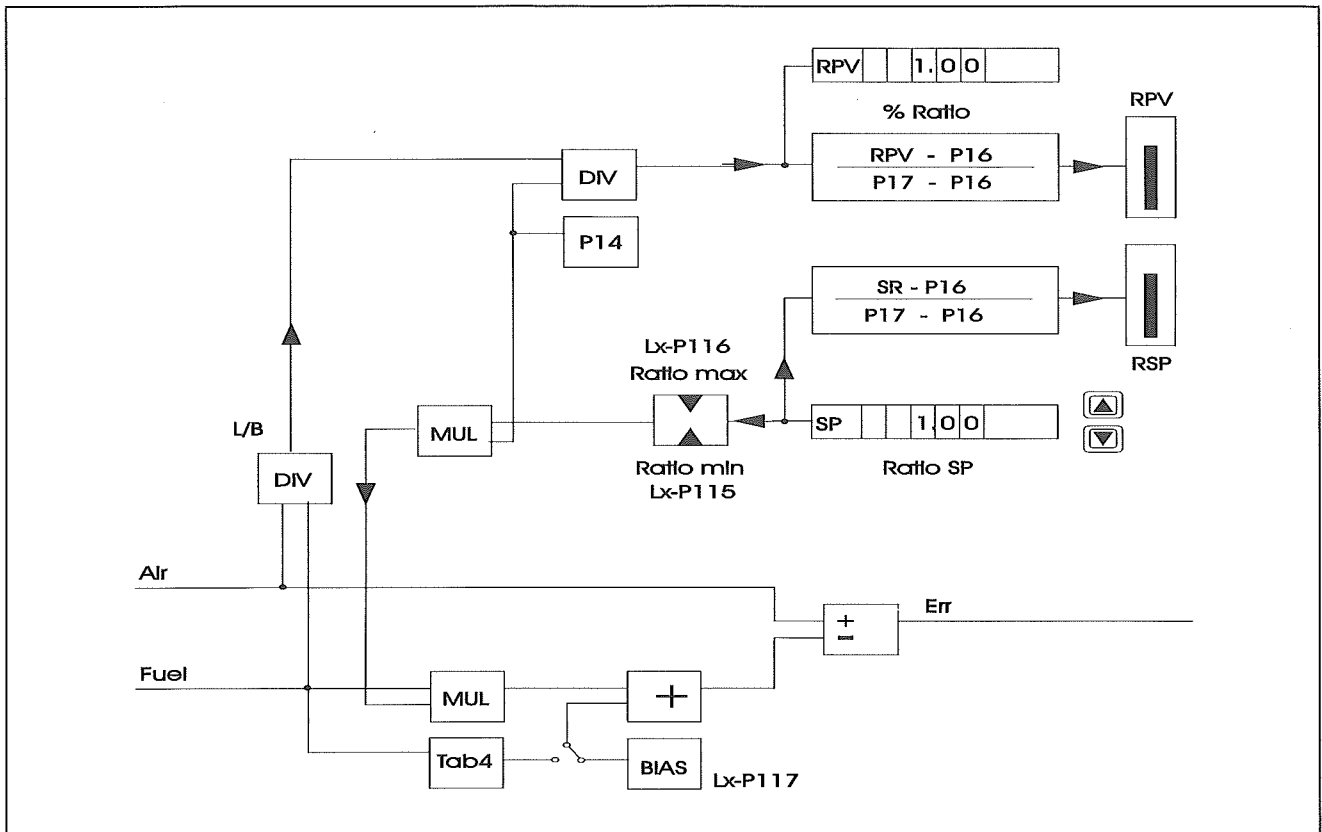 RPV 1.00
RPV
% Ratio
RPV - P16
P17 - P16
DIV
P14
SR - P16
P17 - P16
Lx-P116
Ratio max
RSP
L/B
MUL
SP 1.00
DIV
Ratio min
Lx-P115
Ratio SP
Air
+
-
Err
Fuel
MUL
+
Tab4
BIAS
Lx-P117